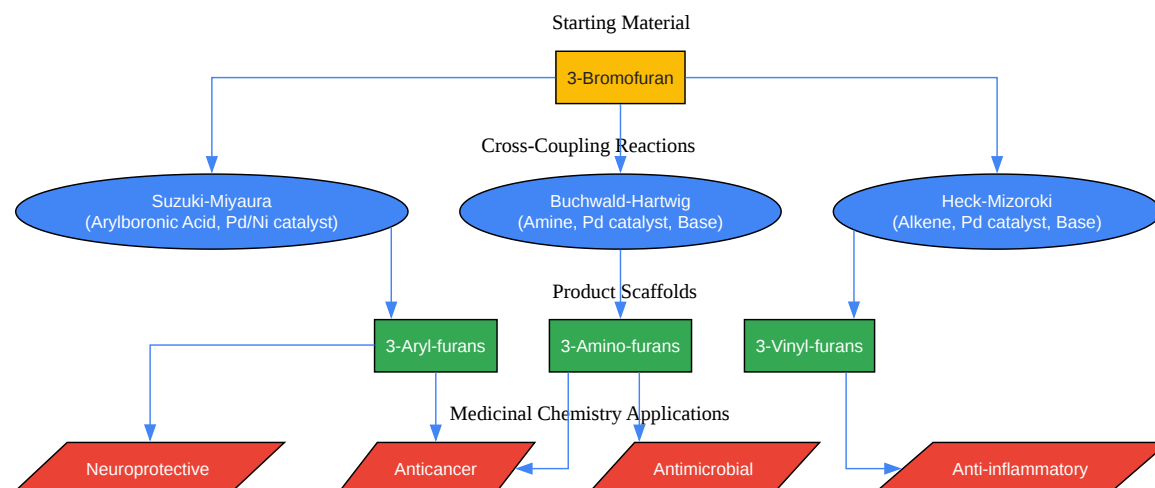 Starting Material
3-Bromofuran
Cross-Coupling Reactions
Suzuki-Miyaura
(Arylboronic Acid, Pd/Ni catalyst)
Buchwald-Hartwig
(Amine, Pd catalyst, Base)
Heck-Mizoroki
(Alkene, Pd catalyst, Base)
Product Scaffolds
3-Aryl-furans
3-Amino-furans
3-Vinyl-furans
Medicinal Chemistry Applications
Neuroprotective
Anticancer
Antimicrobial
Anti-inflammatory